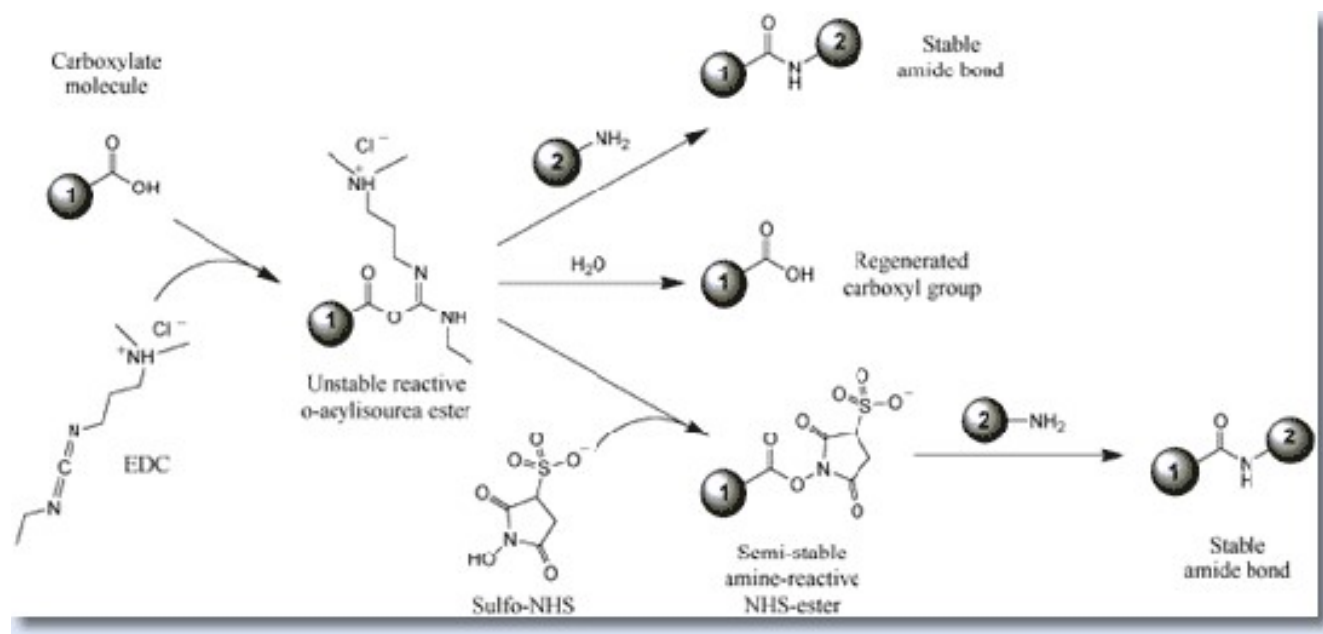 Carboxylate
molecule
O
OH
1
Cl⁻
+NH
N
C
N
EDC
Cl⁻
+NH
N
O
1
O
NH
Unstable reactive
o-acylisourea ester
2
NH₂
O
1
N
H
2
Stable
amide bond
H₂O
O
1
OH
Regenerated
carboxyl group
O
O
S
O⁻
O
N
HO
O
Sulfo-NHS
O
O
S
O⁻
O
O
N
O
1
O
Semi-stable
amine-reactive
NHS-ester
2
NH₂
O
1
N
H
2
Stable
amide bond